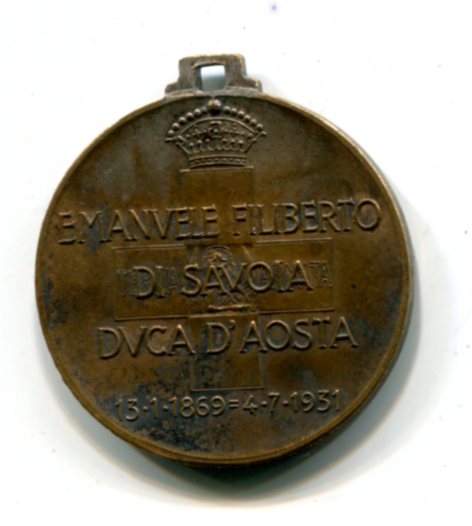 EMANVELE FILIBERTO
DI SAVOIA
DVCA D'AOSTA
13-1-1869=4-7-1931